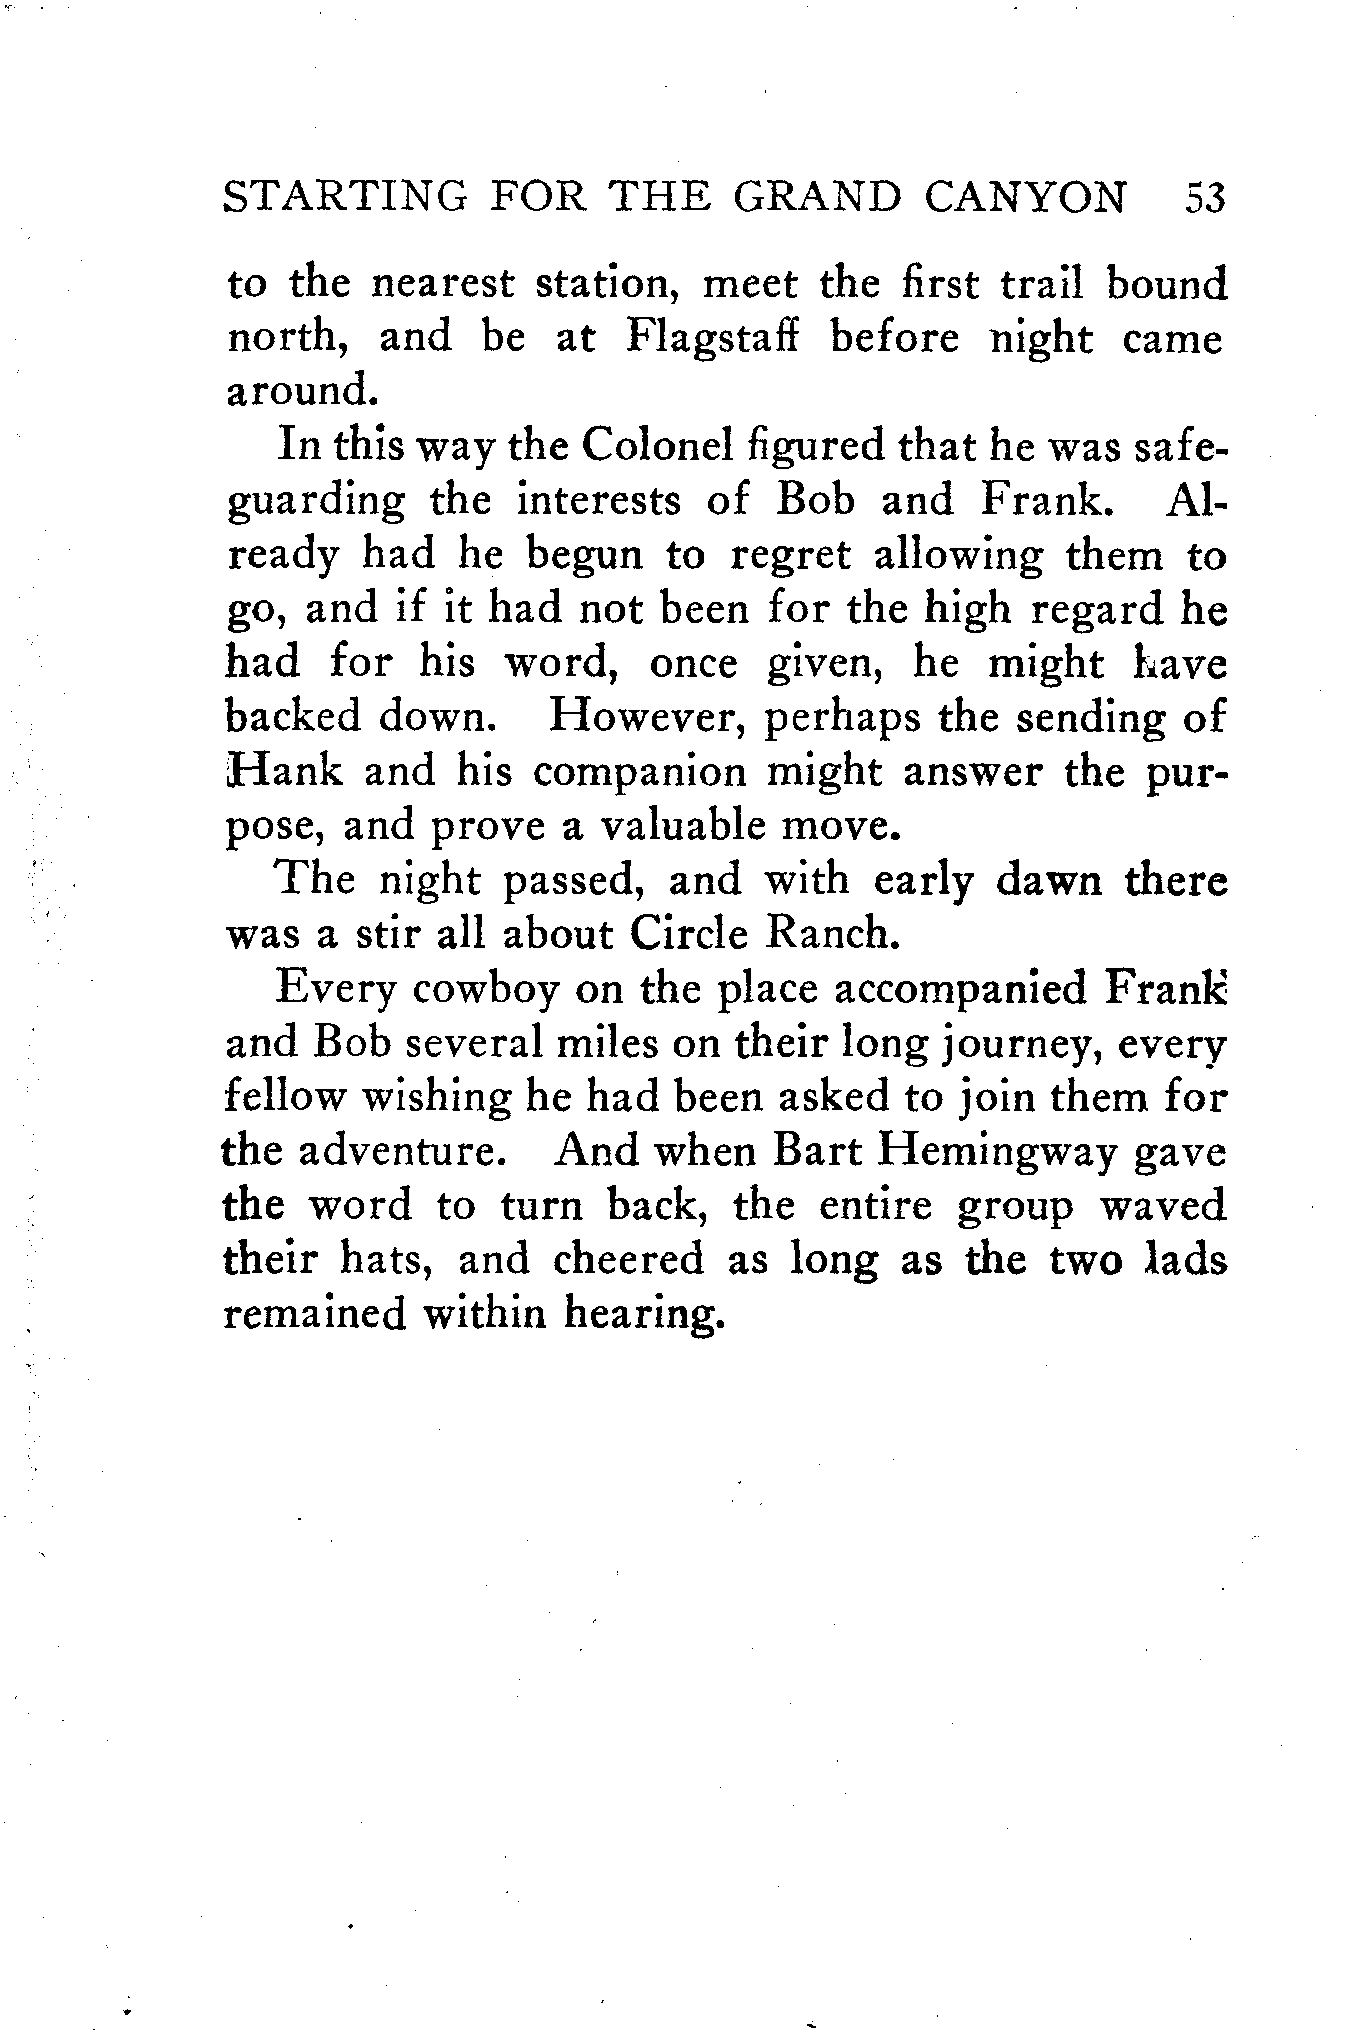 STARTING FOR THE GRAND CANYON 53
to the nearest station, meet the first trail bound
north, and be at Flagstaff before night came
around.
In this way the Colonel figured that he was safe-
guarding the interests of Bob and Frank. Al-
ready had he begun to regret allowing them to
go, and if it had not been for the high regard he
had for his word, once given, he might have
backed down. However, perhaps the sending of
Hank and his companion might answer the pur-
pose, and prove a valuable move.
The night passed, and with early dawn there
was a stir all about Circle Ranch.
Every cowboy on the place accompanied Frank
and Bob several miles on their long journey, every
fellow wishing he had been asked to join them for
the adventure. And when Bart Hemingway gave
the word to turn back, the entire group waved
their hats, and cheered as long as the two lads
remained within hearing.